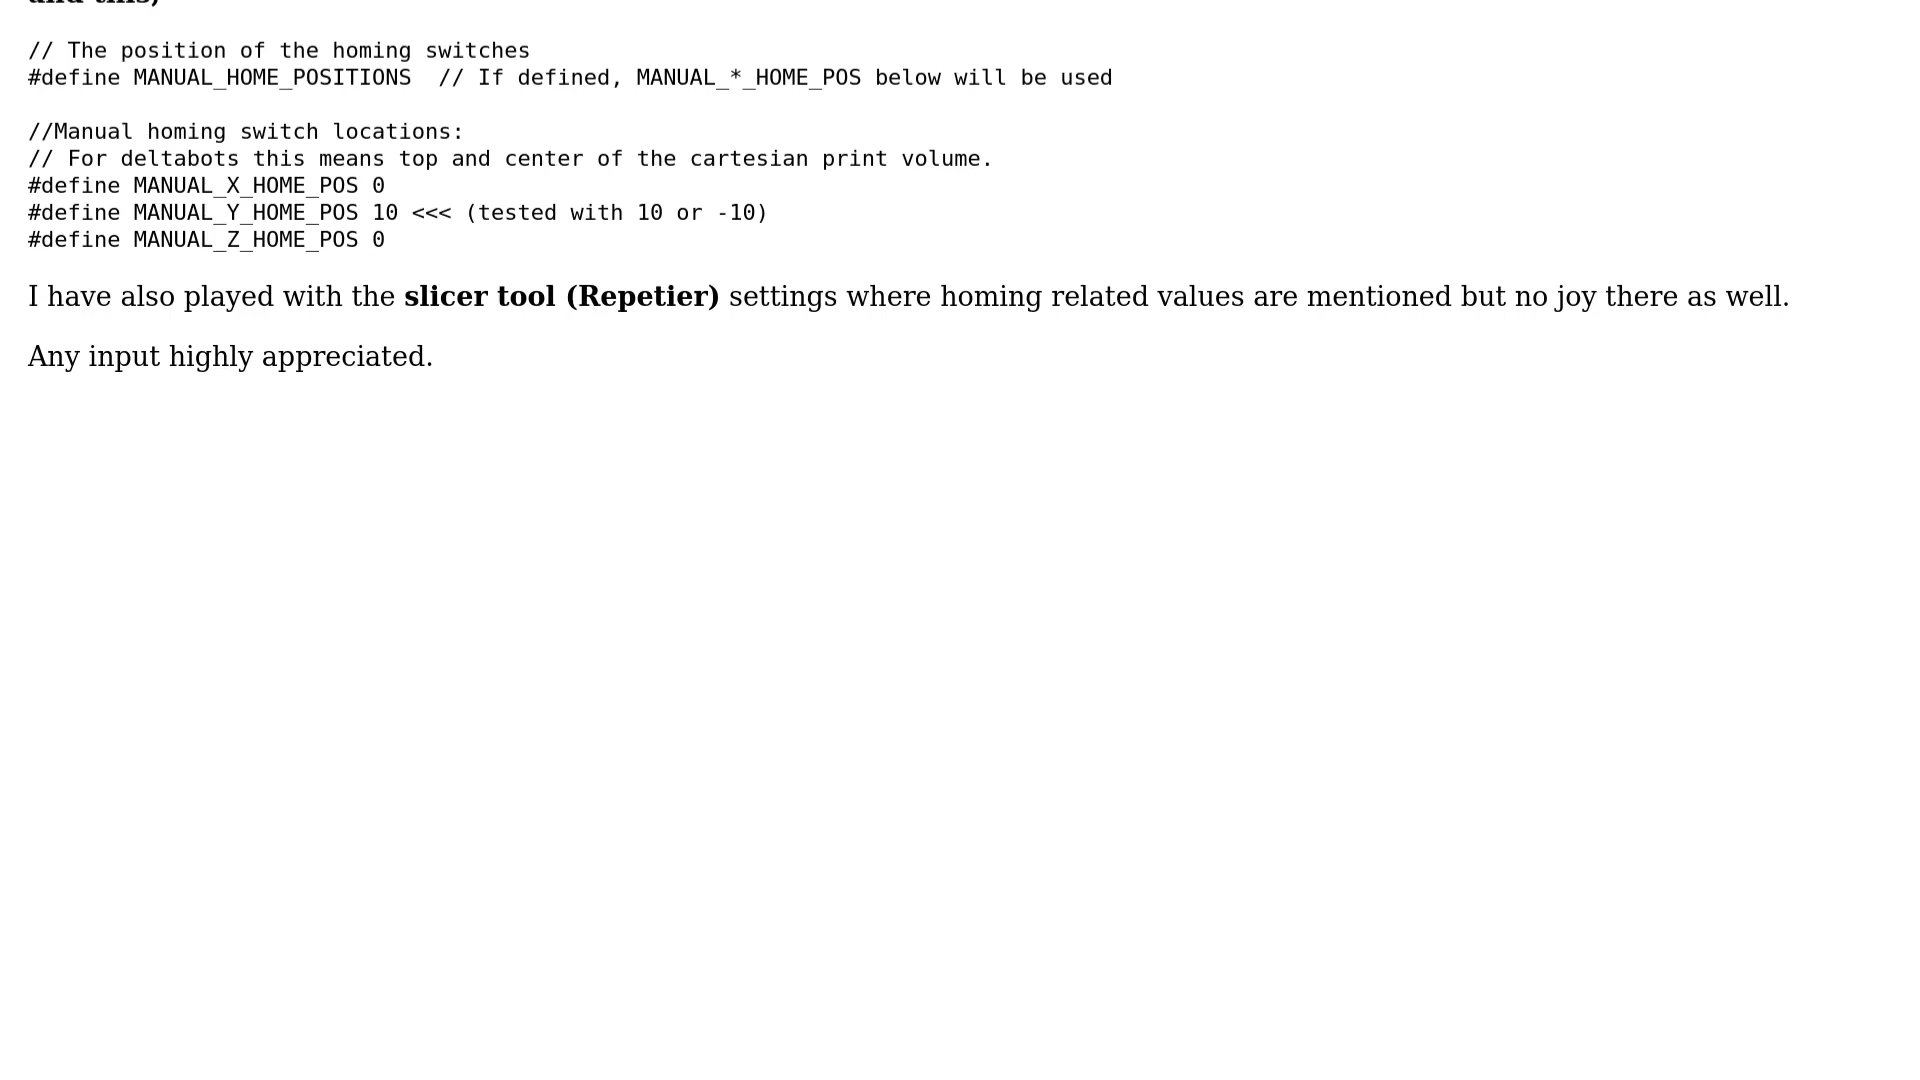 and this,
// The position of the homing switches
#define MANUAL_HOME_POSITIONS  // If defined, MANUAL_*_HOME_POS below will be used
//Manual homing switch locations:
// For deltabots this means top and center of the cartesian print volume.
#define MANUAL_X_HOME_POS 0
#define MANUAL_Y_HOME_POS 10 <<< (tested with 10 or -10)
#define MANUAL_Z_HOME_POS 0
I have also played with the slicer tool (Repetier) settings where homing related values are mentioned but no joy there as well.
Any input highly appreciated.